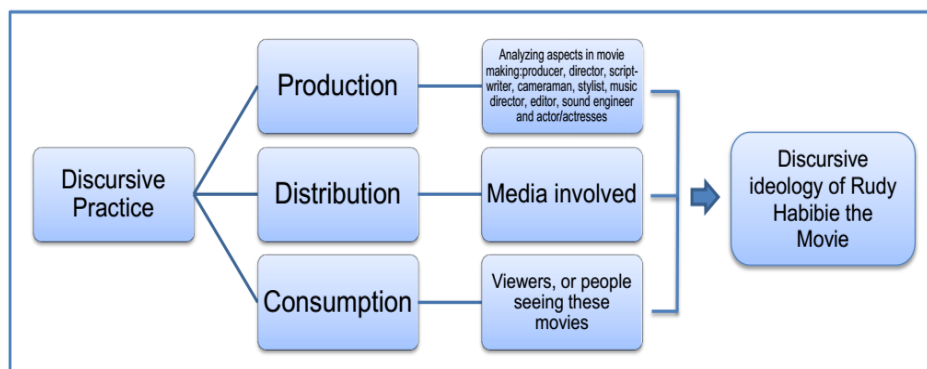 Discursive
Practice
Production
Analyzing aspects in movie
making:producer, director, script-
writer, cameraman, stylist, music
director, editor, sound engineer
and actor/actresses
Distribution
Media involved
Consumption
Viewers, or people
seeing these
movies
Discursive
ideology of Rudy
Habibie the
Movie